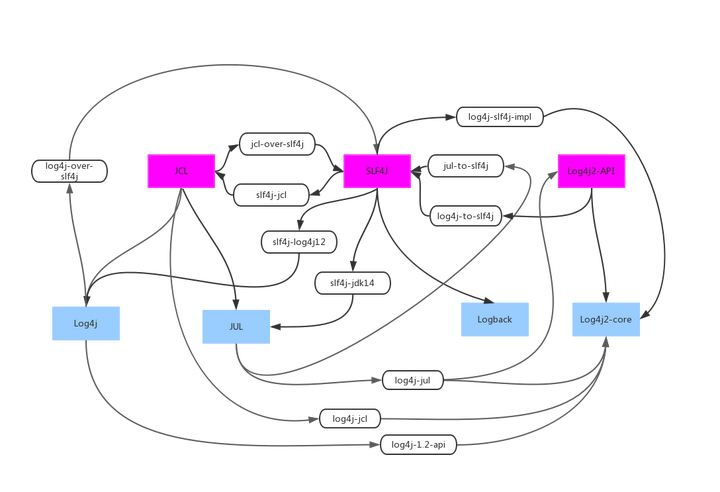 log4j-slf4j-impl
jcl-over-slf4j
log4j-over-
slf4j
JCL
SLF4J
jul-to-slf4j
Log4j2-API
slf4j-jcl
log4j-to-slf4j
slf4j-log4j12
slf4j-jdk14
Log4j
JUL
Logback
Log4j2-core
log4j-jul
log4j-jcl
log4j-1.2-api